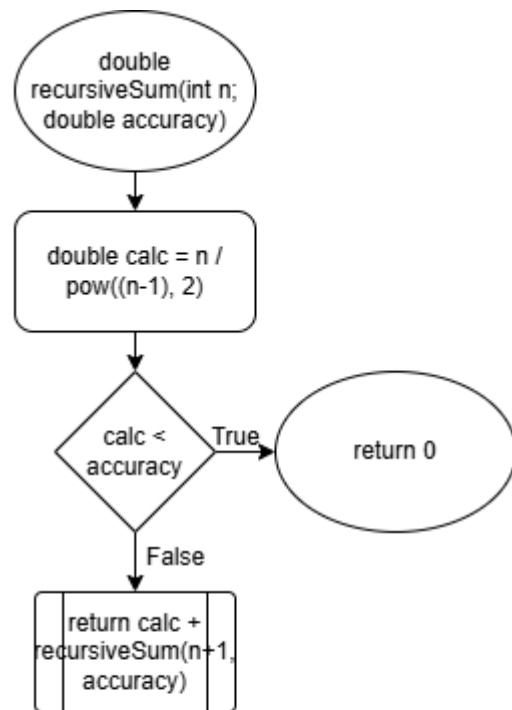 double
recursiveSum(int n;
double accuracy)
double calc = n /
pow((n-1), 2)
calc <
accuracy
True
return 0
False
return calc +
recursiveSum(n+1,
accuracy)